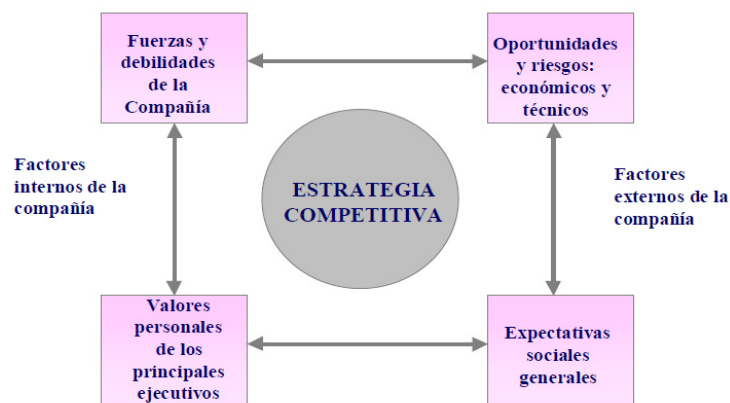 Fuerzas y
debilidades
de la
Compañía
Oportunidades
y riesgos:
económicos y
técnicos
Factores
internos de la
compañía
ESTRATEGIA
COMPETITIVA
Factores
externos de la
compañía
Valores
personales
de los
principales
ejecutivos
Expectativas
sociales
generales